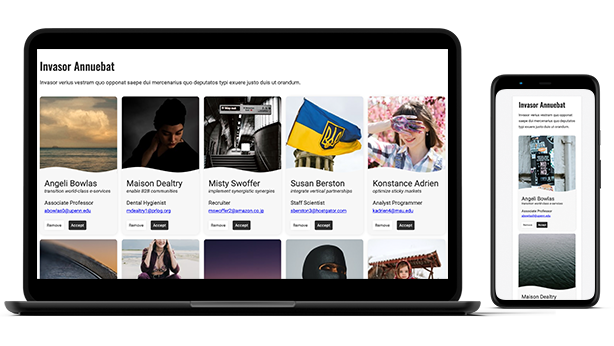 Invasor Annuebat
Invasor verius vestram quo opponat saepe dui mercenarius quo deputatos typi exuere justo duis ut orandum.
Angeli Bowlas
transition world-class e-services
Associate Professor
abowlas0@upenn.edu
Remove Accept
Maison Dealtry
enable B2B communities
Dental Hygienist
mdealtry1@prlog.org
Remove Accept
Misty Swoffer
implement synergistic synergies
Recruiter
mswoffer2@amazon.co.jp
Remove Accept
Susan Berston
integrate vertical partnerships
Staff Scientist
sberston3@hostgator.com
Remove Accept
Konstance Adrien
optimize sticky markets
Analyst Programmer
kadrien4@msu.edu
Remove Accept
Invasor Annuebat
Invasor verius vestram quo opponat
saepe dui mercenarius quo deputatos
typi exuere justo duis ut orandum.
Angeli Bowlas
transition world-class e-services
Associate Professor
abowlas0@upenn.edu
Remove Accept
Maison Dealtry